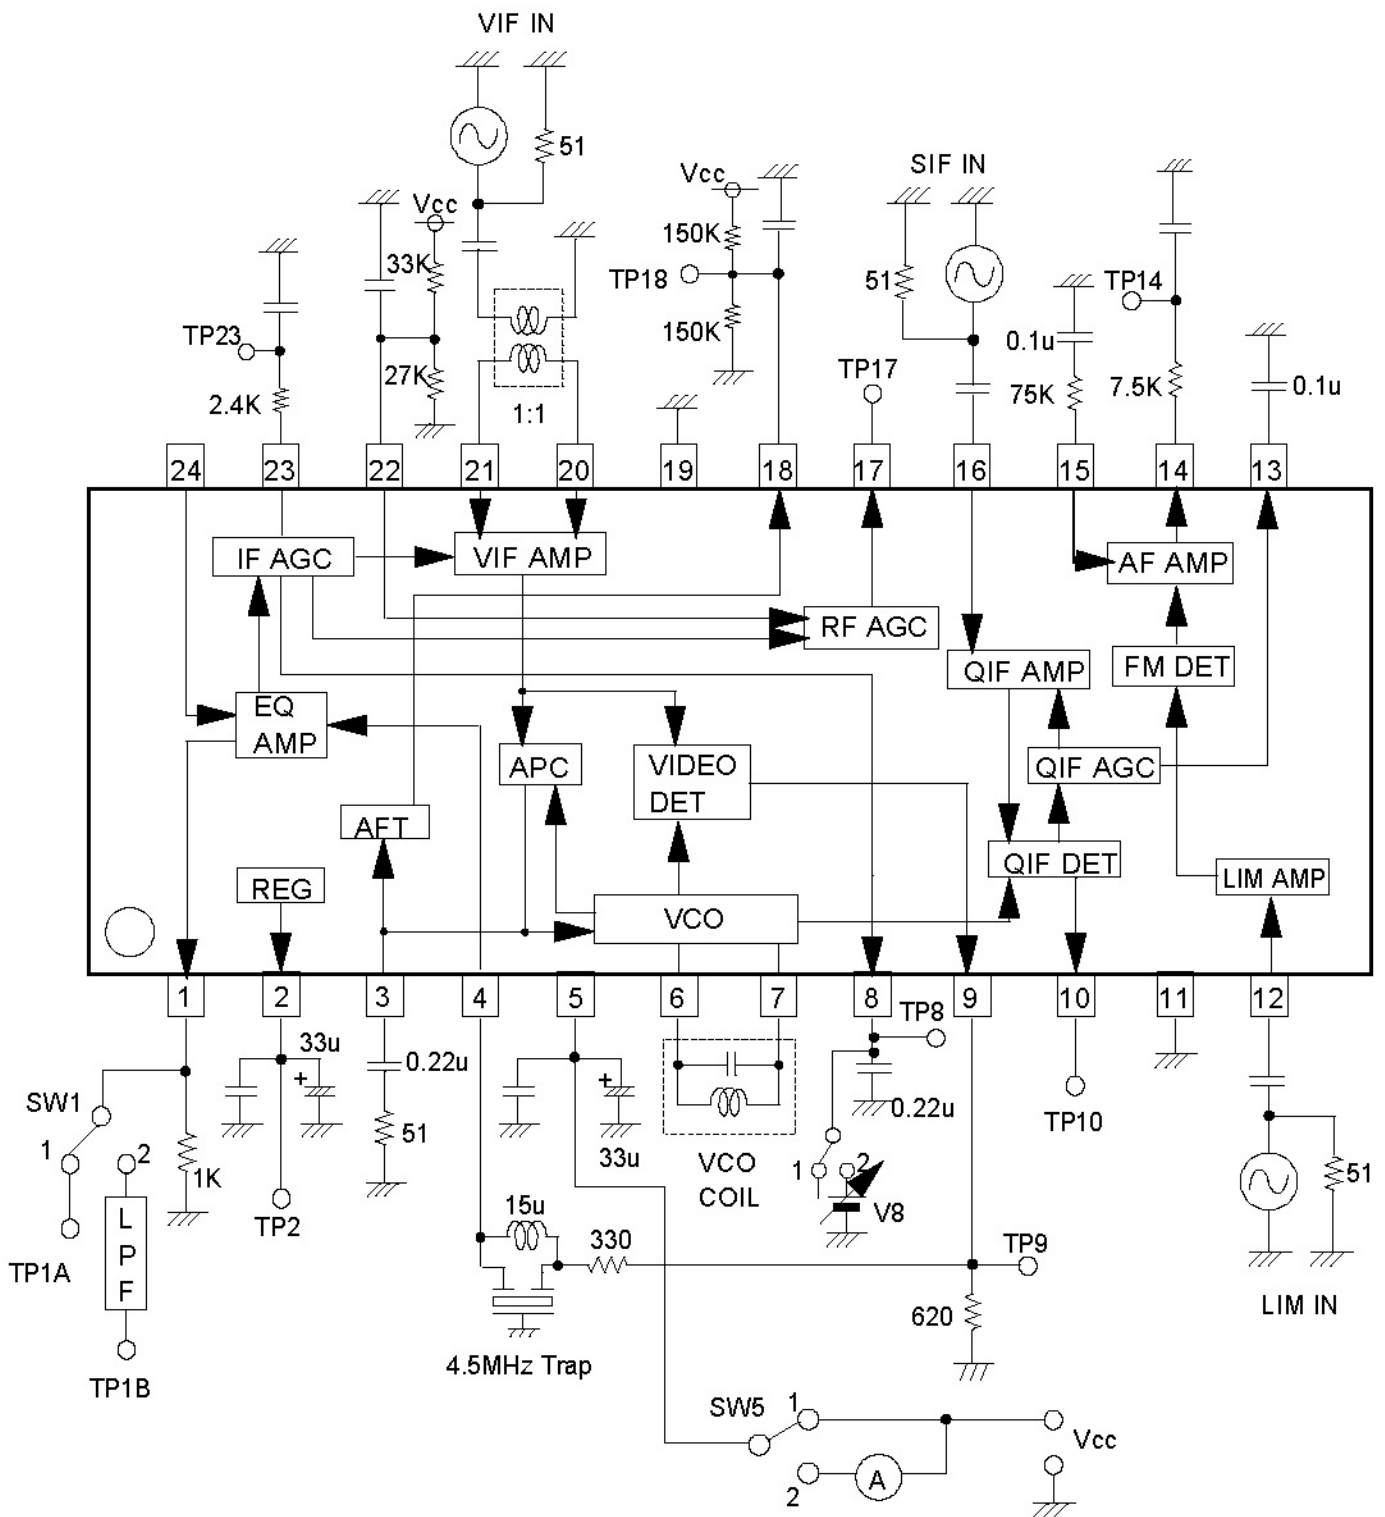 VIF IN
51
SIF IN
Vcc
Vcc
33K
150K
TP18
150K
51
TP14
TP23
27K
0.1u
2.4K
1:1
TP17
75K
7.5K
0.1u
24
23
22
21
20
19
18
17
16
15
14
13
IF AGC
VIF AMP
AF AMP
RF AGC
QIF AMP
FM DET
EQ
AMP
APC
VIDEO
DET
QIF AGC
AFT
QIF DET
REG
LIM AMP
VCO
1
2
3
4
5
6
7
8
9
10
11
12
33u
+
0.22u
+
TP8
SW1
51
33u
0.22u
TP10
1
2
1K
VCO
COIL
1
2
V8
51
TP2
15u
330
TP9
TP1A
L
P
F
620
LIM IN
TP1B
4.5MHz Trap
SW5
1
Vcc
2
A